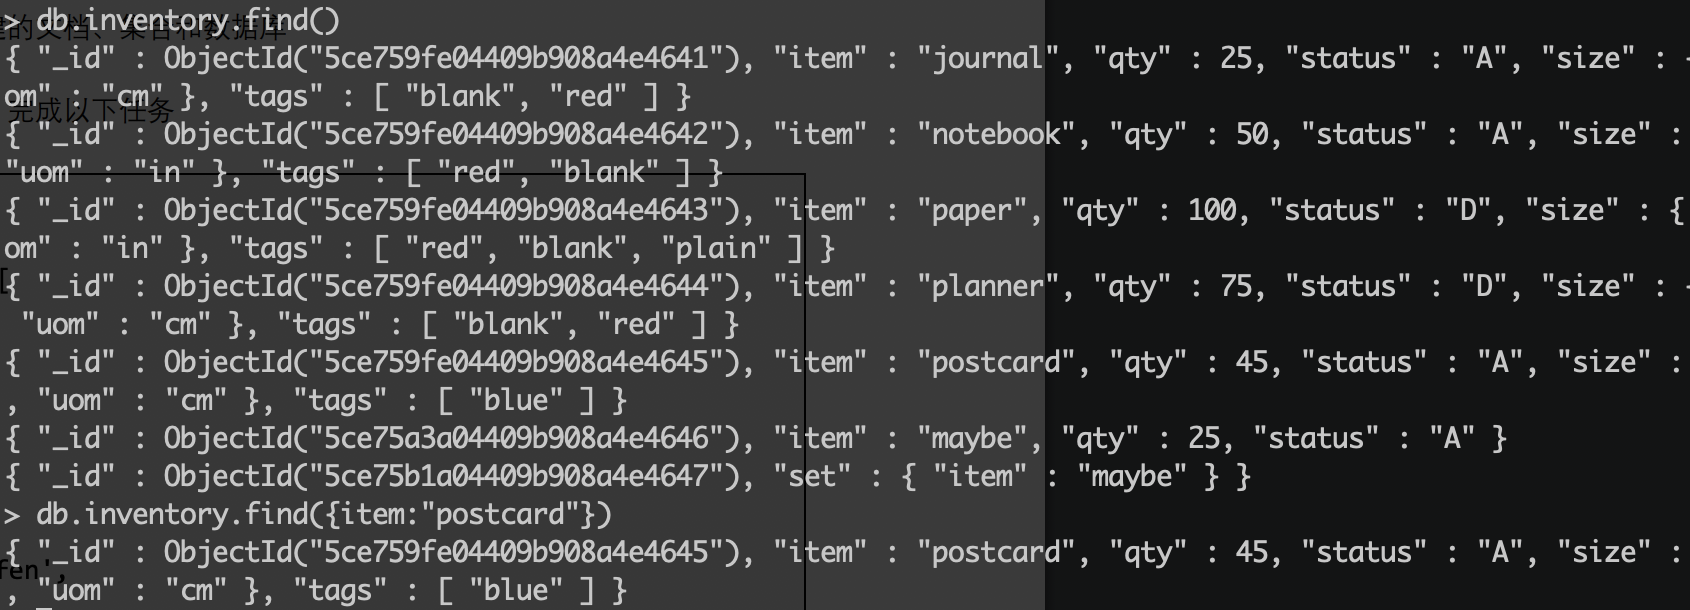 > db.inventory.find()
的文档、集合和数据库
{ "_id" : ObjectId("5ce759fe04409b908a4e4641"), "item" : "journal", "qty" : 25, "status" : "A", "size" :
om" : "cm" }, "tags" : [ "blank", "red" ] }
完成以下任务
{ "_id" : ObjectId("5ce759fe04409b908a4e4642"), "item" : "notebook", "qty" : 50, "status" : "A", "size" :
"uom" : "in" }, "tags" : [ "red", "blank" ] }
{ "_id" : ObjectId("5ce759fe04409b908a4e4643"), "item" : "paper", "qty" : 100, "status" : "D", "size" : {
om" : "in" }, "tags" : [ "red", "blank", "plain" ] }
[
{ "_id" : ObjectId("5ce759fe04409b908a4e4644"), "item" : "planner", "qty" : 75, "status" : "D", "size" :
"uom" : "cm" }, "tags" : [ "blank", "red" ] }
{ "_id" : ObjectId("5ce759fe04409b908a4e4645"), "item" : "postcard", "qty" : 45, "status" : "A", "size" :
, "uom" : "cm" }, "tags" : [ "blue" ] }
{ "_id" : ObjectId("5ce75a3a04409b908a4e4646"), "item" : "maybe", "qty" : 25, "status" : "A" }
{ "_id" : ObjectId("5ce75b1a04409b908a4e4647"), "set" : { "item" : "maybe" } }
> db.inventory.find({item:"postcard"})
{ "_id" : ObjectId("5ce759fe04409b908a4e4645"), "item" : "postcard", "qty" : 45, "status" : "A", "size" :
fen',
, "uom" : "cm" }, "tags" : [ "blue" ] }